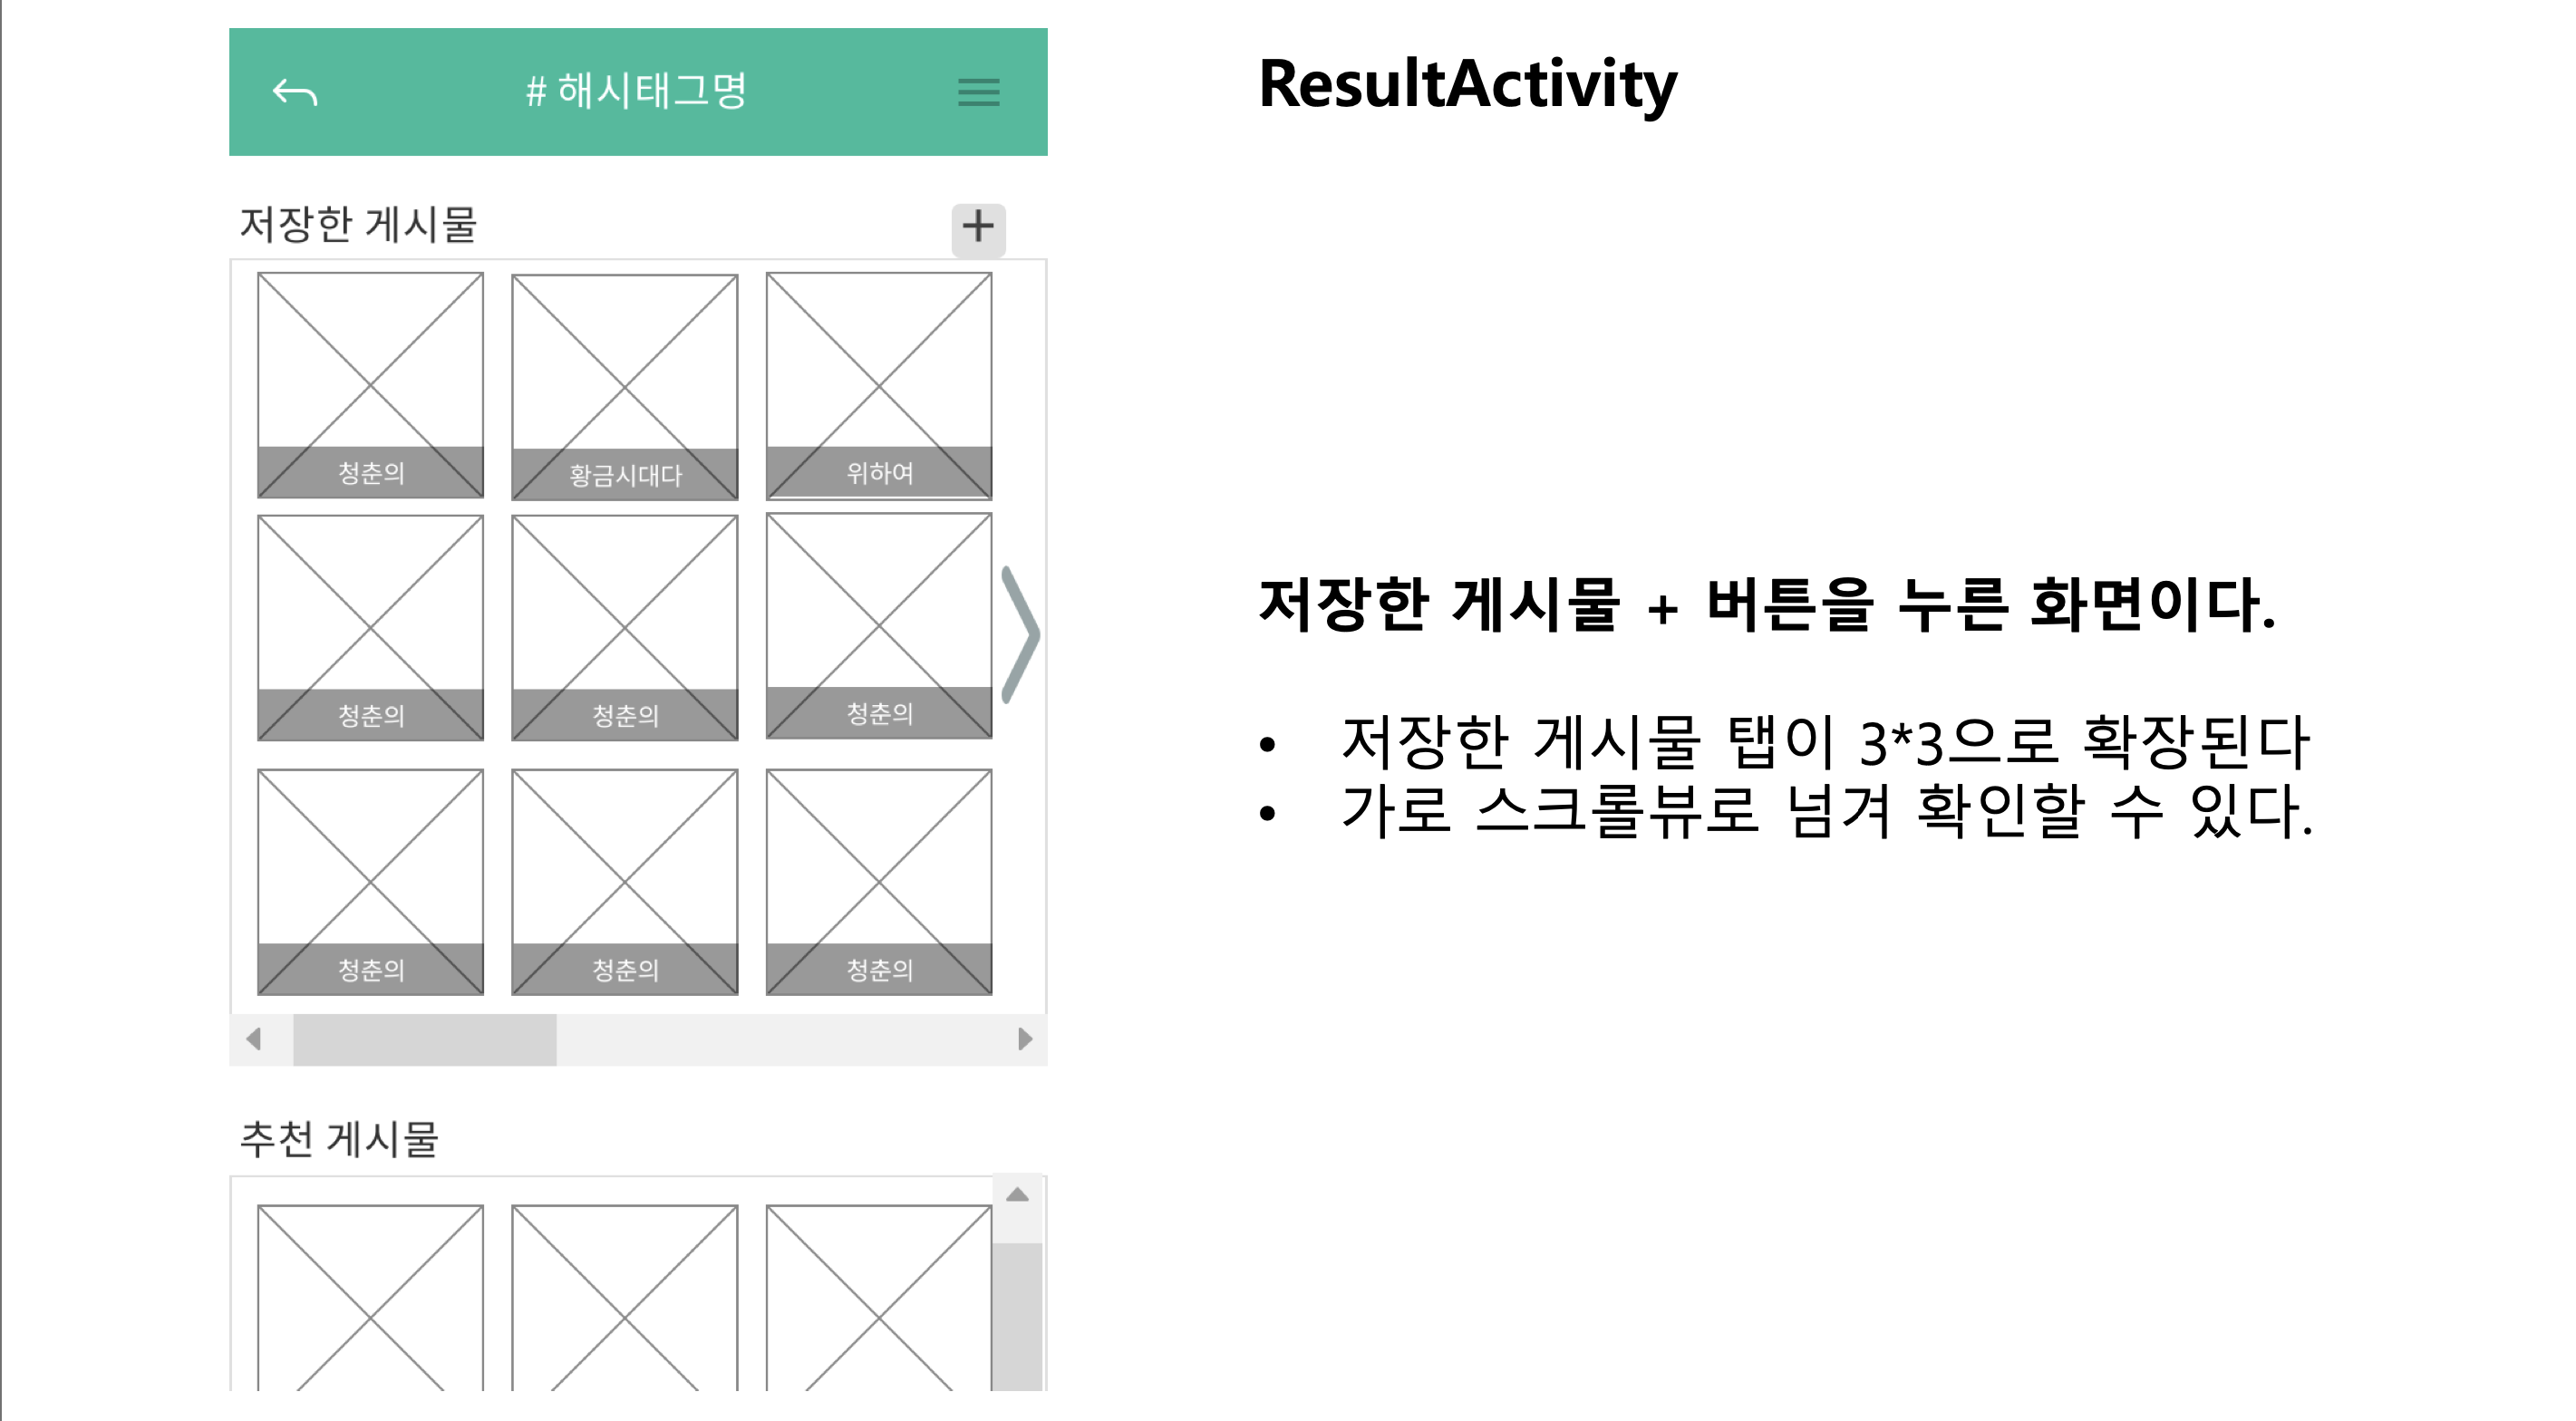 # 해시태그명
저장한 게시물
+
청춘의
황금시대다
위하여
청춘의
청춘의
청춘의
청춘의
청춘의
청춘의
추천 게시물
ResultActivity
저장한 게시물 + 버튼을 누른 화면이다.
• 저장한 게시물 탭이 3*3으로 확장된다
• 가로 스크롤뷰로 넘겨 확인할 수 있다.